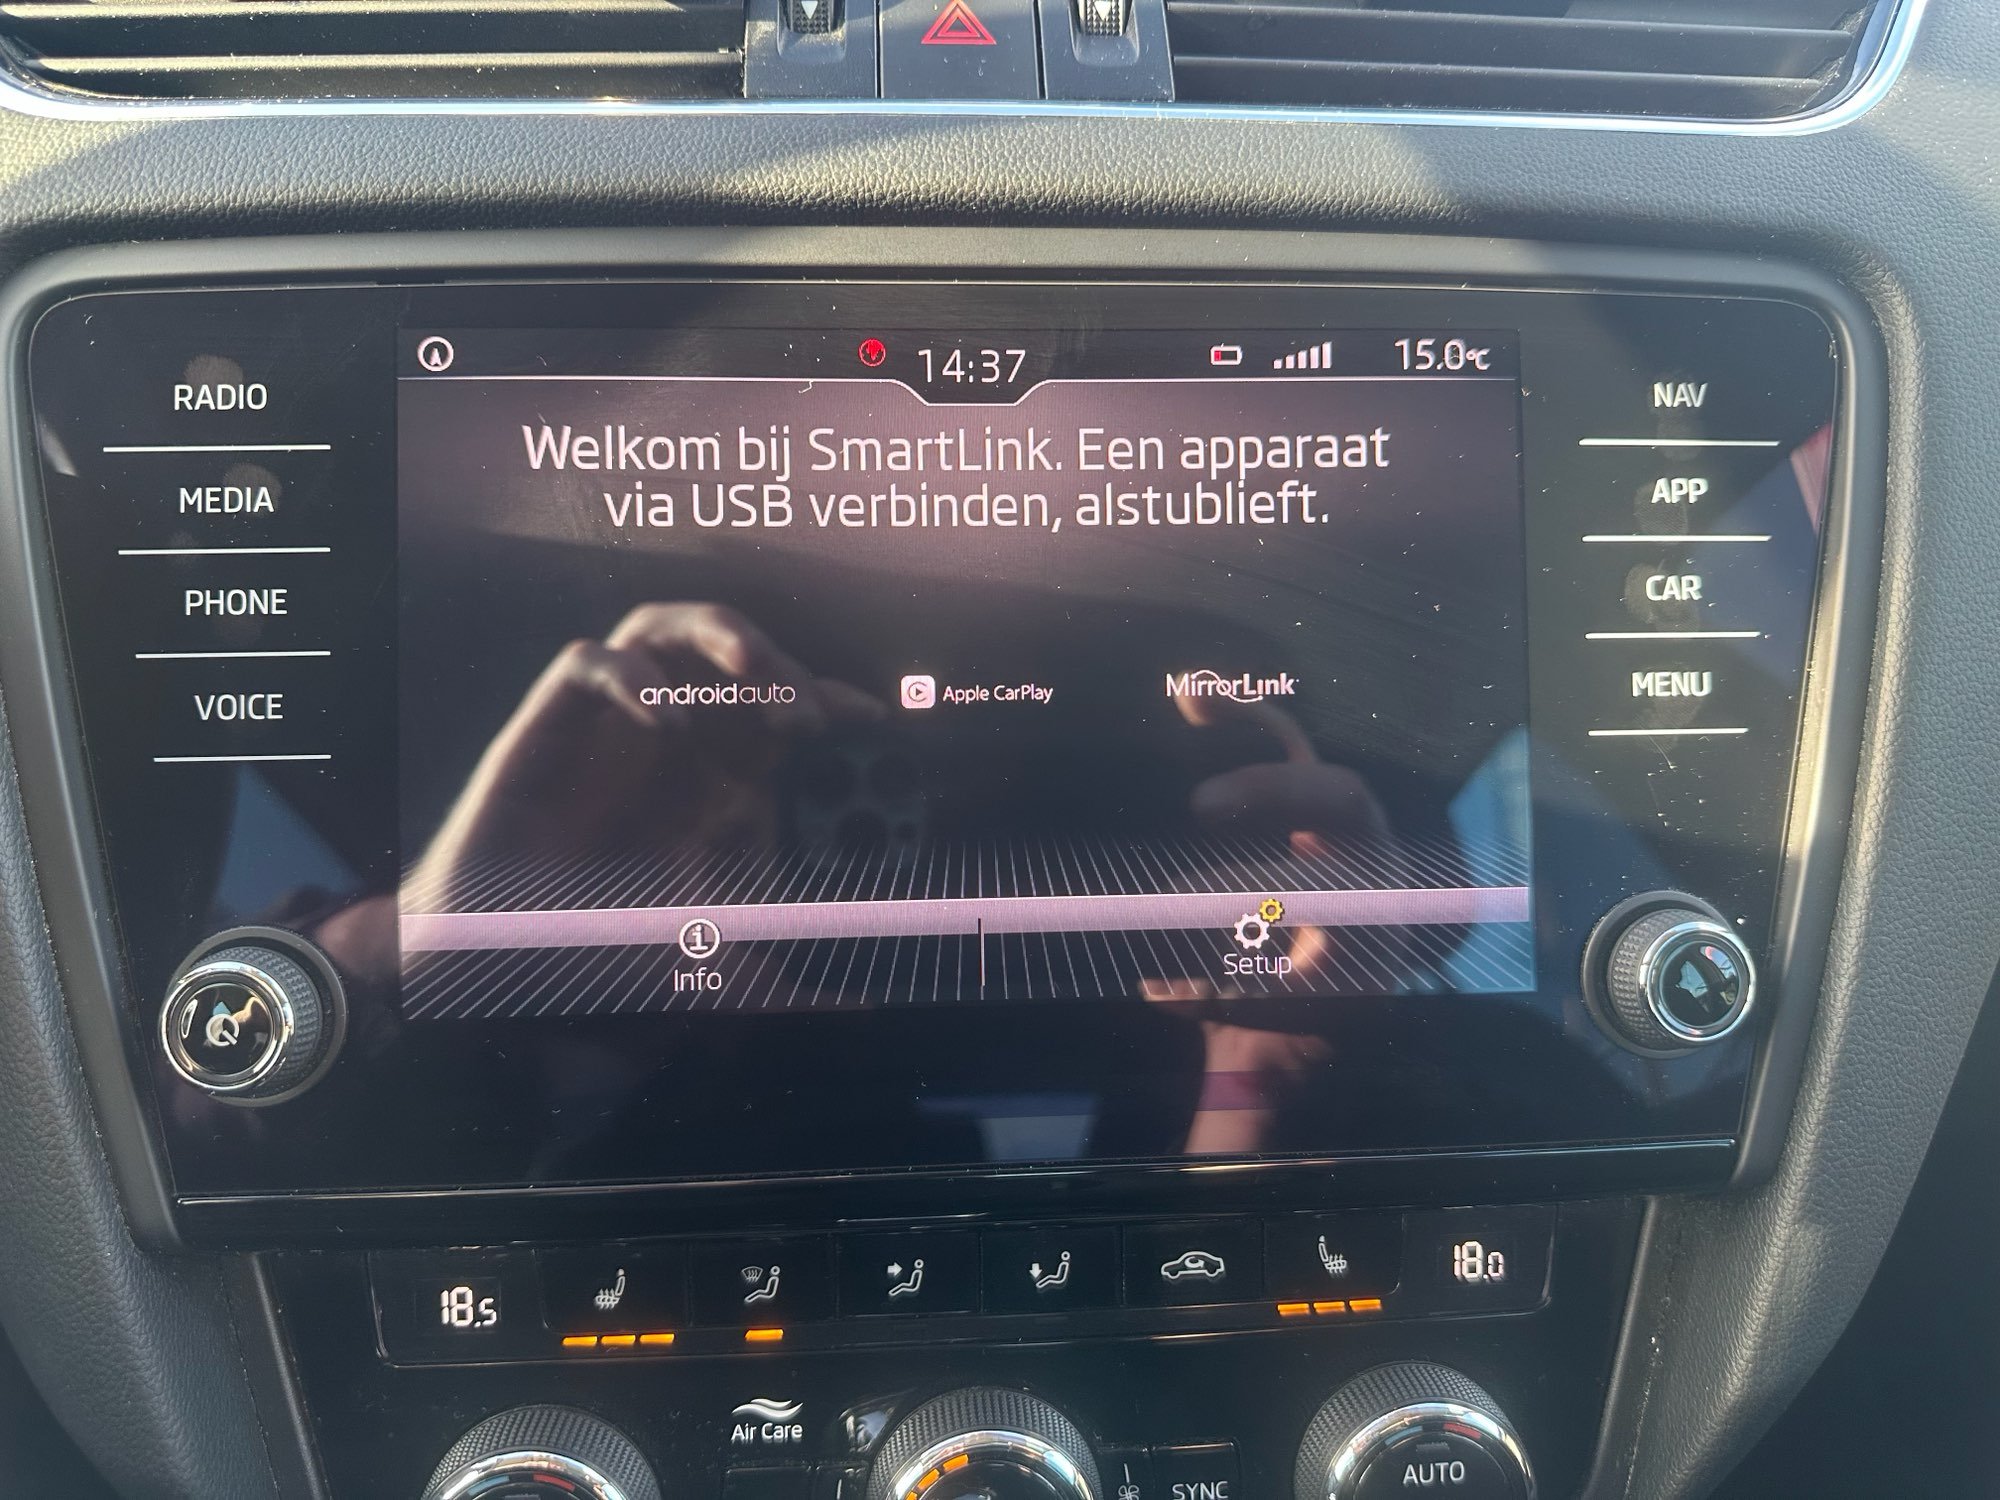 14:37
15.0°C
RADIO
MEDIA
PHONE
VOICE
Welkom bij SmartLink. Een apparaat
via USB verbinden, alstublieft.
androidauto
Apple CarPlay
MirrorLink
Info
Setup
NAV
APP
CAR
MENU
18.5
18.0
Air Care
SYNC
AUTO